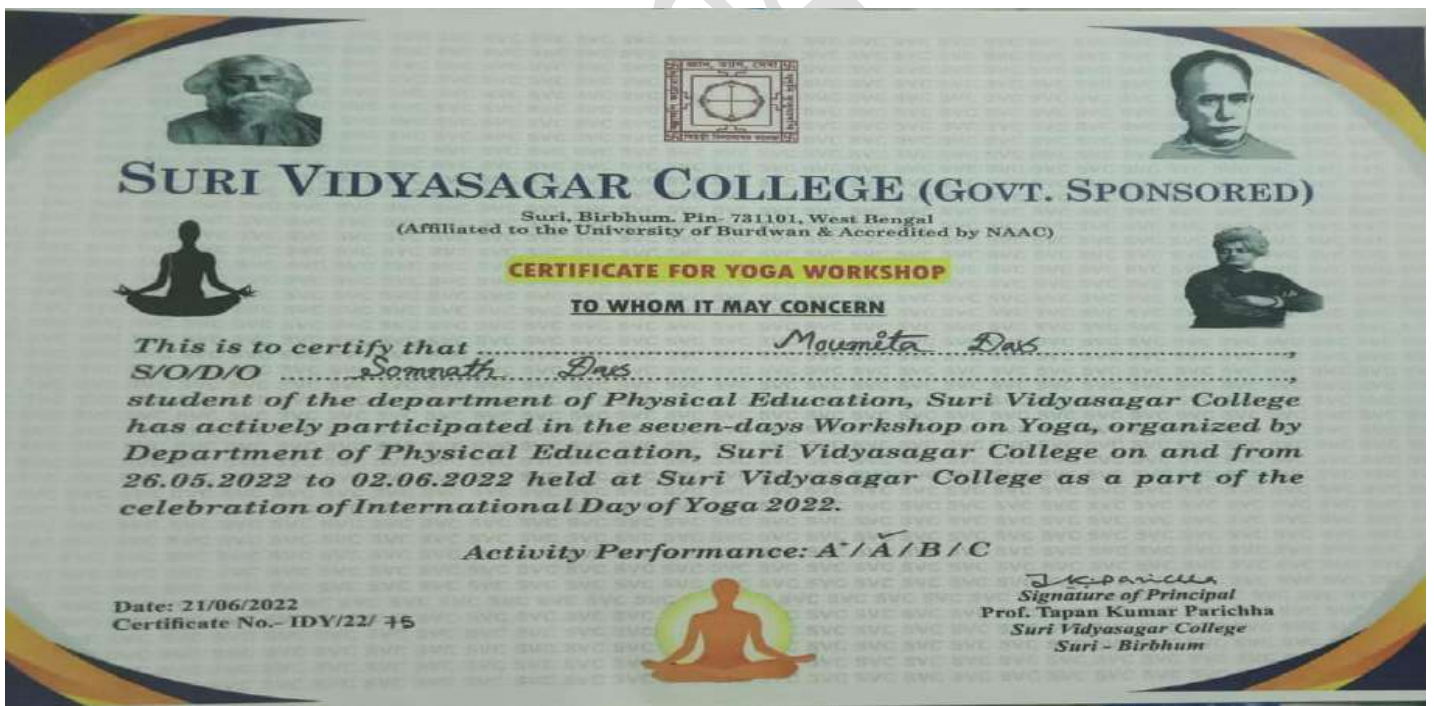 জ্ঞান, ত্যাগ, সেবা
SURI VIDYASAGAR COLLEGE (GOVT. SPONSORED)
Suri, Birbhum. Pin- 731101, West Bengal
(Affiliated to the University of Burdwan & Accredited by NAAC)
CERTIFICATE FOR YOGA WORKSHOP
TO WHOM IT MAY CONCERN
This is to certify that Moumita Das,
S/O/D/O Somnath Das,
student of the department of Physical Education, Suri Vidyasagar College
has actively participated in the seven-days Workshop on Yoga, organized by
Department of Physical Education, Suri Vidyasagar College on and from
26.05.2022 to 02.06.2022 held at Suri Vidyasagar College as a part of the
celebration of International Day of Yoga 2022.
Activity Performance: A+/A/B/C
Date: 21/06/2022
Certificate No.- IDY/22/ 75
T.K.Parichha
Signature of Principal
Prof. Tapan Kumar Parichha
Suri Vidyasagar College
Suri - Birbhum